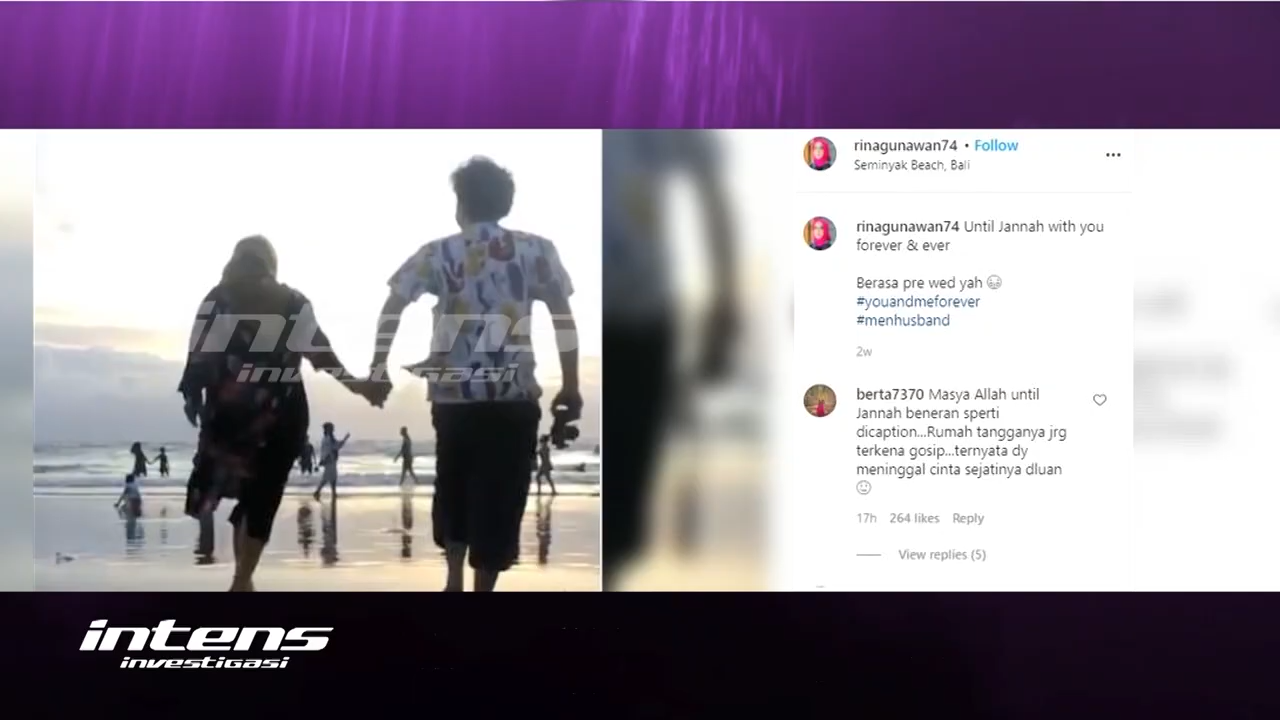 intens
investigasi
rinagunawan74 • Follow
Seminyak Beach, Bali
rinagunawan74 Until Jannah with you
forever & ever
Berasa pre wed yah
#youandmeforever
#menhusband
2w
berta7370 Masya Allah until
Jannah beneran sperti
dicaption...Rumah tangganya jrg
terkena gosip...ternyata dy
meninggal cinta sejatinya dluan
17h 264 likes Reply
View replies (5)
intens
investigasi